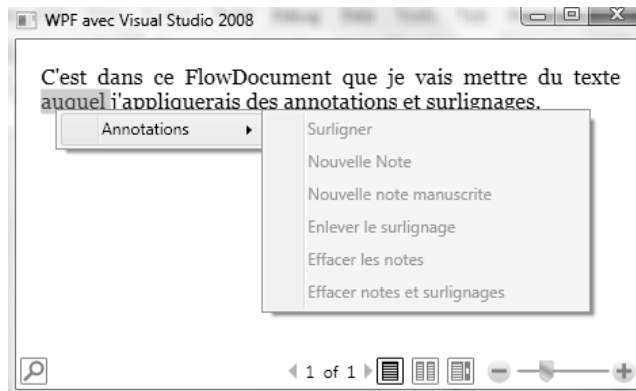 WPF avec Visual Studio 2008
C'est dans ce FlowDocument que je vais mettre du texte
auquel j'appliquerais des annotations et surlignages.
Annotations
Surligner
Nouvelle Note
Nouvelle note manuscrite
Enlever le surlignage
Effacer les notes
Effacer notes et surlignages
1 of 1